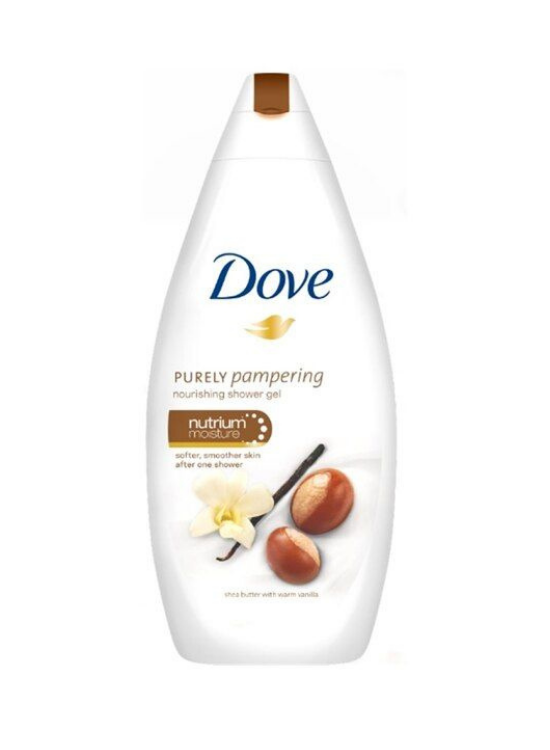 Dove
PURELY pampering
nourishing shower gel
nutrium
moisture
softer, smoother skin
after one shower
shea butter with warm vanilla